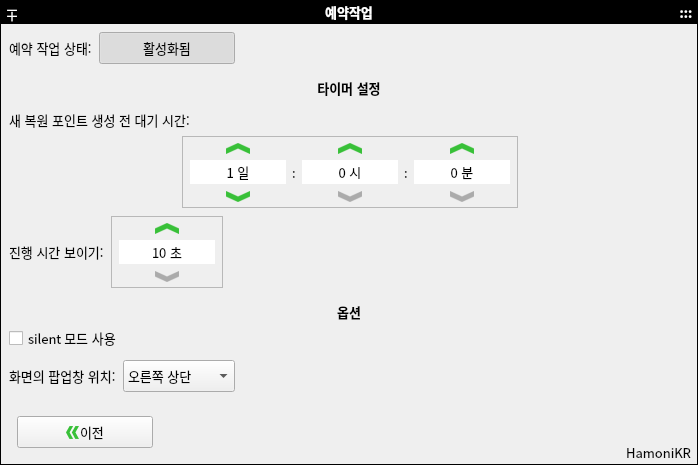 예약작업
예약 작업 상태: 활성화됨
타이머 설정
새 복원 포인트 생성 전 대기 시간:
1 일 : 0 시 : 0 분
진행 시간 보이기: 10 초
옵션
silent 모드 사용
화면의 팝업창 위치: 오른쪽 상단
이전
HamoniKR